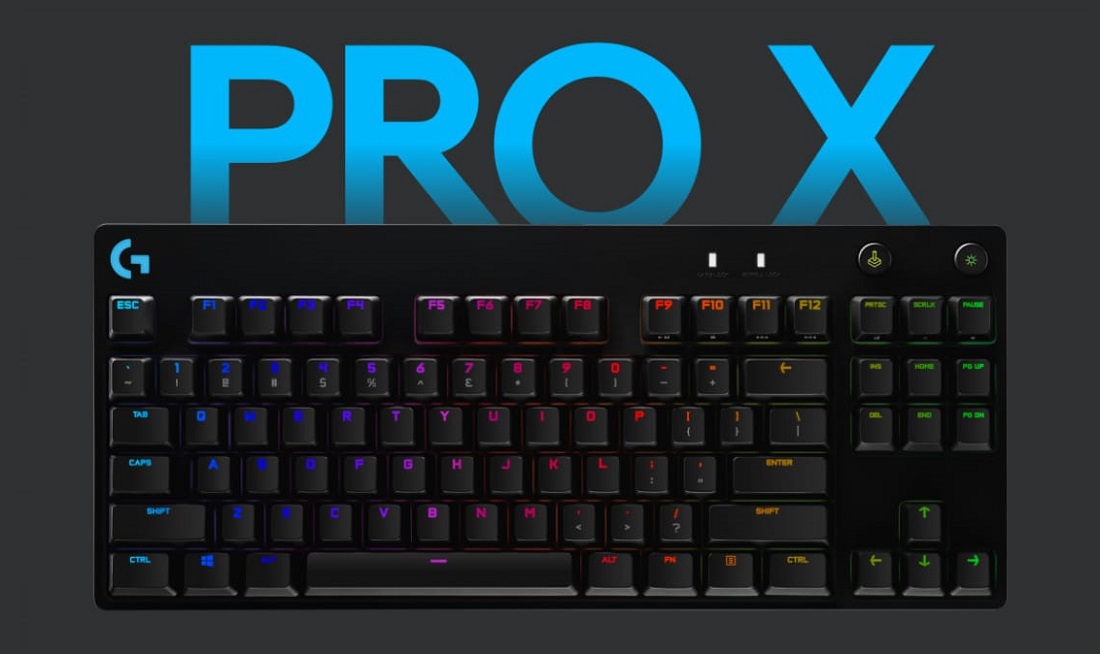 PRO X
G
ESC F1 F2 F3 F4 F5 F6 F7 F8 F9 F10 F11 F12 PRTSC SCRLK PAUSE
` 1 2 3 4 5 6 7 8 9 0 - = ← INS HOME PG UP
~ ! @ # $ % ^ & * ( ) _ +
TAB Q W E R T Y U I O P [ ] \ DEL END PG DN
{ } |
CAPS A S D F G H J K L ; ' ENTER
: "
SHIFT Z X C V B N M , . / SHIFT ↑
< > ?
CTRL ALT ALT FN CTRL ← ↓ →